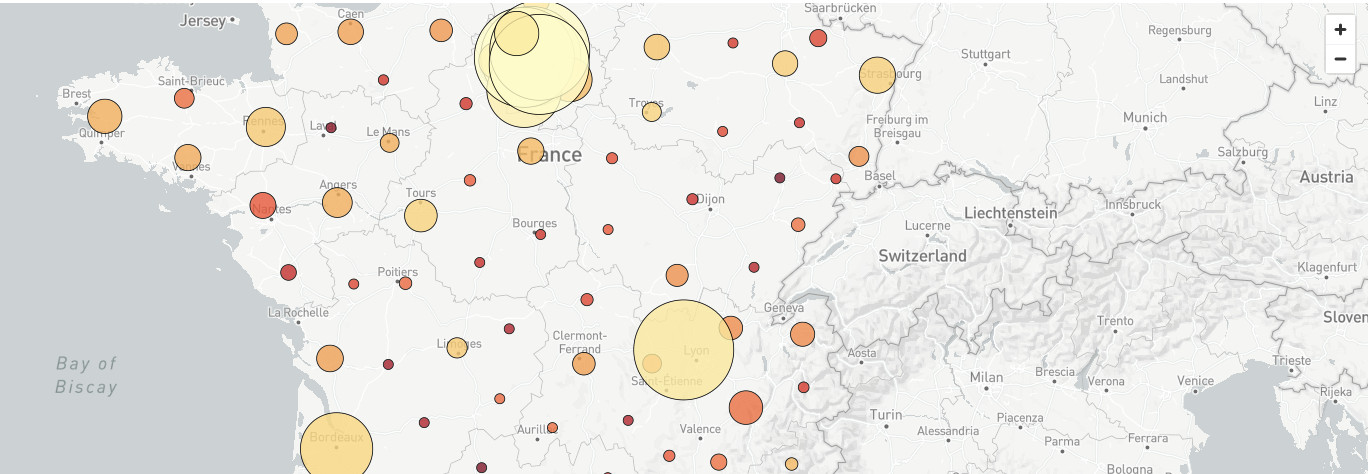 Jersey
Caen
Saarbrücken
Regensburg
Stuttgart
Strasbourg
Landshut
Saint-Brieuc
Brest
Troyes
Linz
Quimper
Rennes
Laval
Le Mans
Freiburg im
Breisgau
Munich
France
Salzburg
Vannes
Basel
Austria
Angers
Tours
Dijon
Innsbruck
Nantes
Liechtenstein
Bourges
Lucerne
Switzerland
Poitiers
Klagenfurt
La Rochelle
Geneva
Sloven
Trento
Clermont-
Ferrand
Limoges
Lyon
Aosta
Trieste
Bay of
Biscay
Brescia
Milan
Verona
Venice
Saint-Étienne
Rijeka
Turin
Piacenza
Aurillac
Valence
Alessandria
Bordeaux
Parma
Ferrara
Bologna
+
−